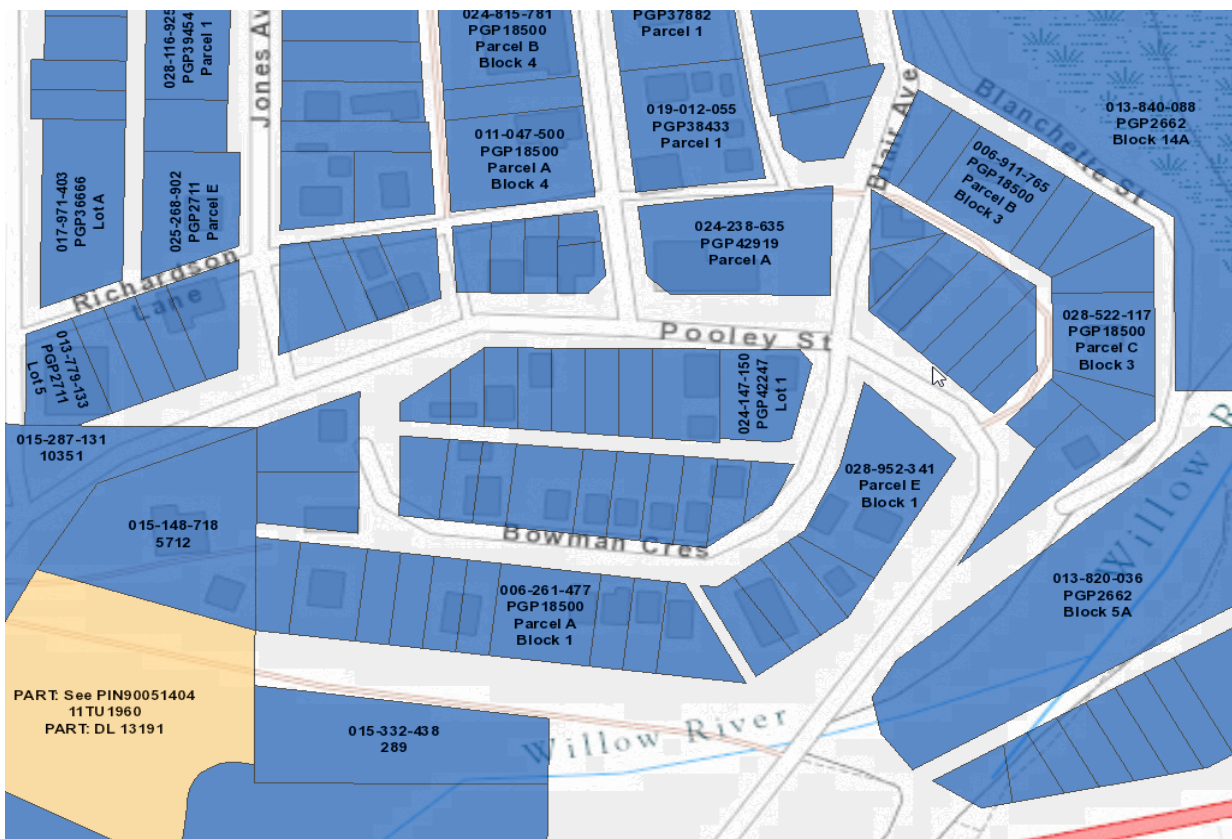 028-116-925
PGP39454
Parcel 1
Jones Av
024-815-781
PGP18500
Parcel B
Block 4
PGP37882
Parcel 1
019-012-055
PGP38433
Parcel 1
011-047-500
PGP18500
Parcel A
Block 4
Blair Ave
Blanchette St
013-840-088
PGP2662
Block 14A
006-911-765
PGP18500
Parcel B
Block 3
017-971-403
PGP36666
Lot A
025-268-902
PGP2711
Parcel E
024-238-635
PGP42919
Parcel A
Richardson
Lane
Pooley St
028-522-117
PGP18500
Parcel C
Block 3
013-779-133
PGP2711
Lot 5
024-147-150
PGP42247
Lot 1
015-287-131
10351
028-952-341
Parcel E
Block 1
015-148-718
5712
Bowman Cres
Willow
013-820-036
PGP2662
Block 5A
006-261-477
PGP18500
Parcel A
Block 1
PART: See PIN90051404
11TU1960
PART: DL 13191
015-332-438
289
Willow River